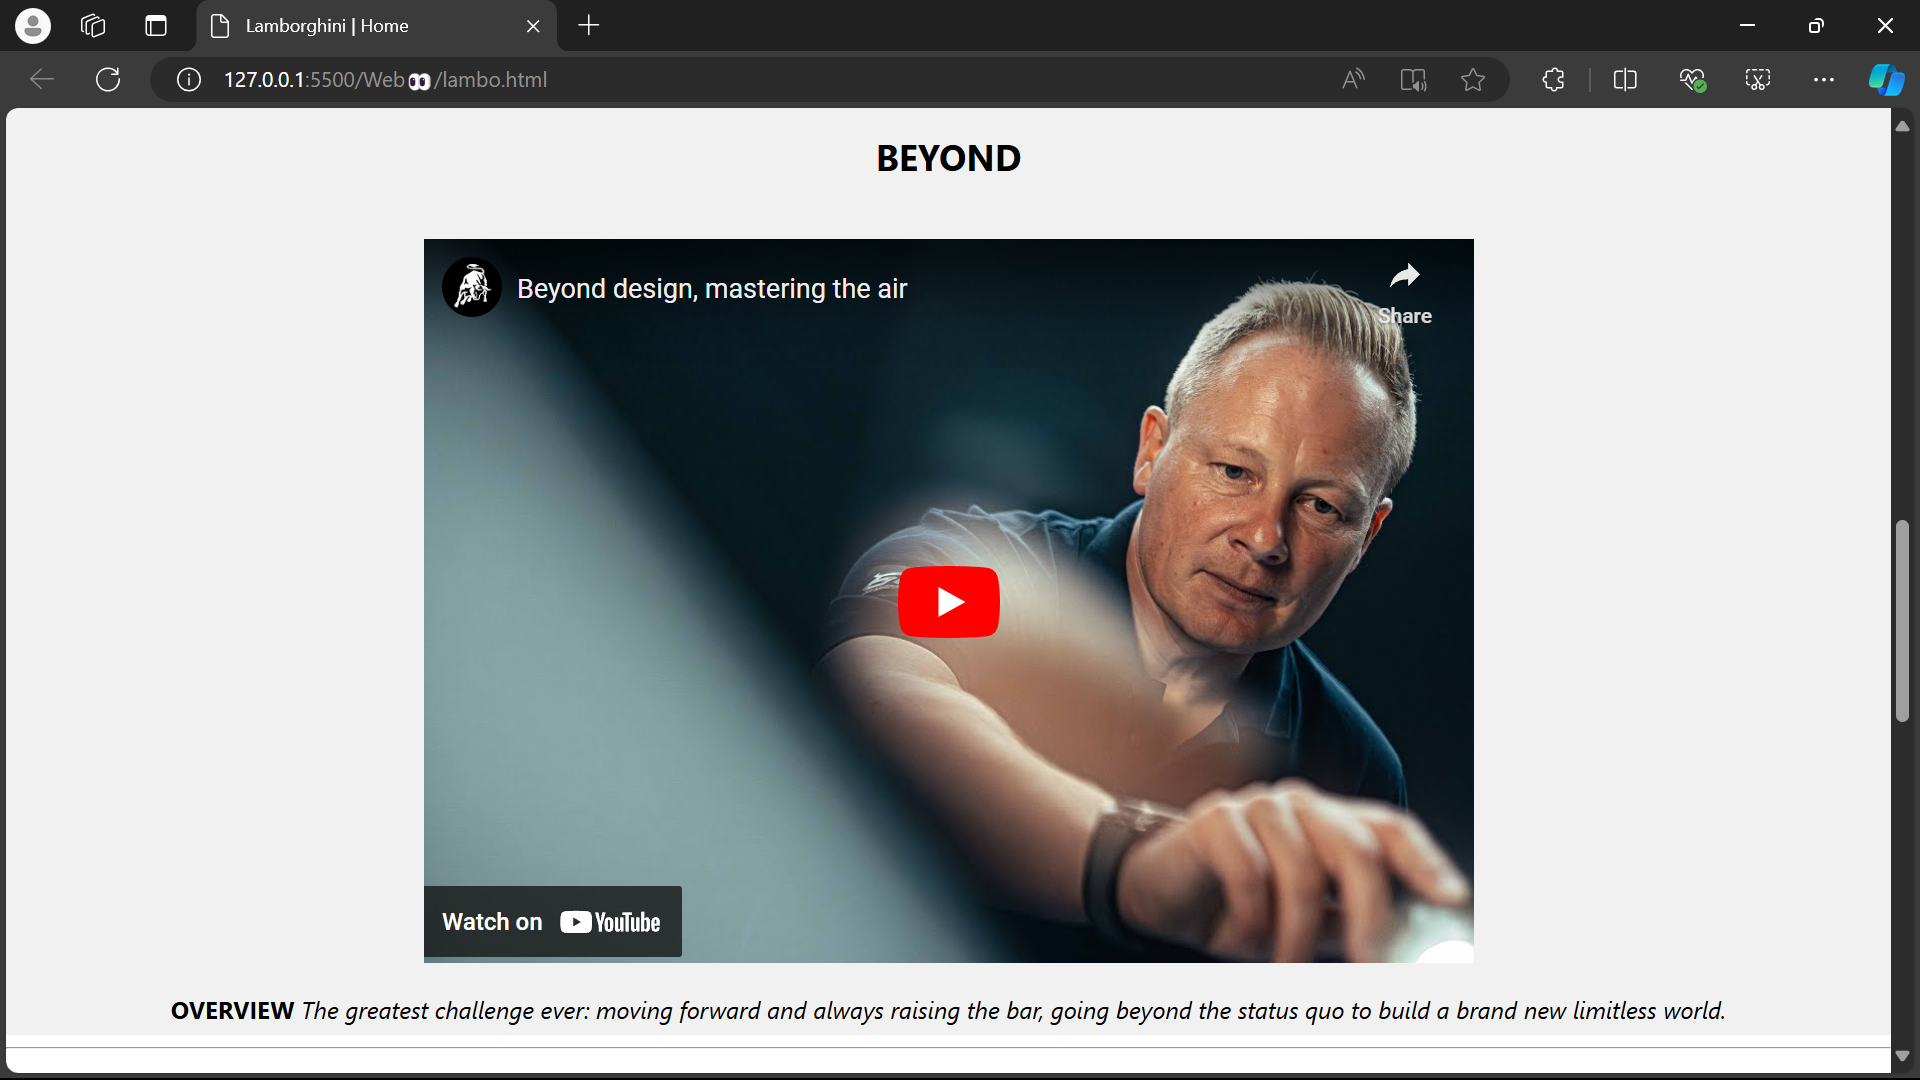 Lamborghini | Home
127.0.0.1:5500/Web👀/lambo.html
BEYOND
Beyond design, mastering the air
Share
Watch on YouTube
OVERVIEW The greatest challenge ever: moving forward and always raising the bar, going beyond the status quo to build a brand new limitless world.